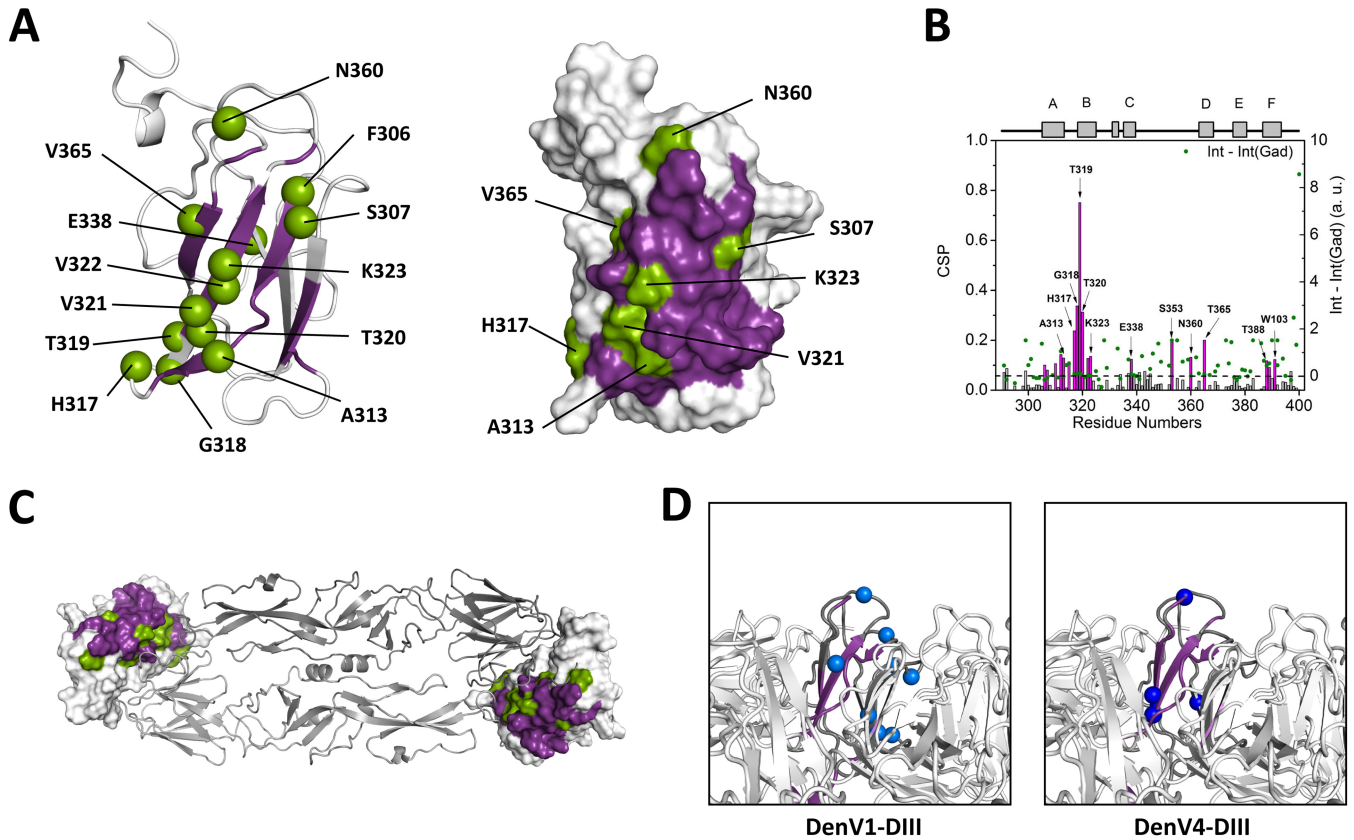 A
N360
F306
V365
S307
E338
V322
K323
V321
T319
T320
H317
A313
G318
N360
V365
S307
K323
H317
V321
A313
B
A B C D E F
Int - Int(Gad)
1.0
0.8
0.6
0.4
0.2
0.0
CSP
10
8
6
4
2
0
Int - Int(Gad) (a. u.)
T319
G318
T320
H317
A313
K323
E338
S353
N360
T365
T388
W103
300 320 340 360 380 400
Residue Numbers
C
D
DenV1-DIII
DenV4-DIII